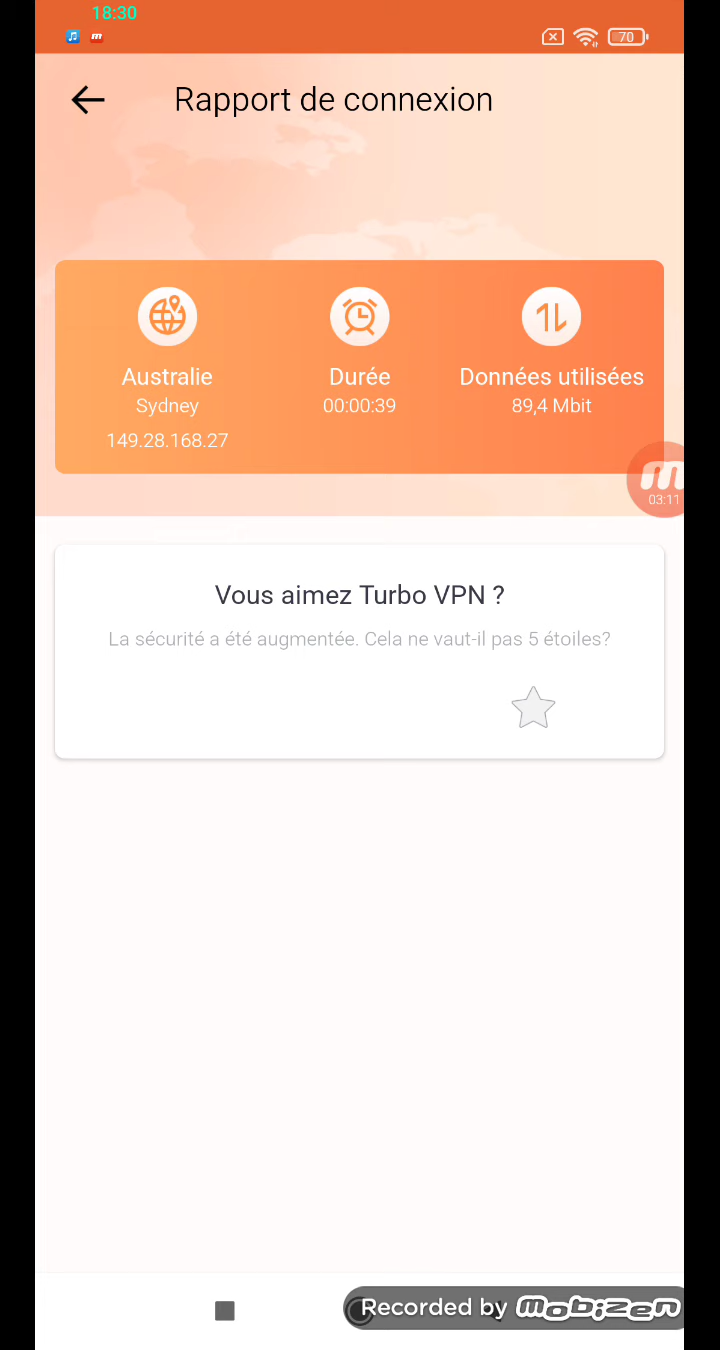 18:30
70
Rapport de connexion
Australie
Sydney
149.28.168.27
Durée
00:00:39
Données utilisées
89,4 Mbit
m
03:11
Vous aimez Turbo VPN ?
La sécurité a été augmentée. Cela ne vaut-il pas 5 étoiles?
Recorded by mobizen